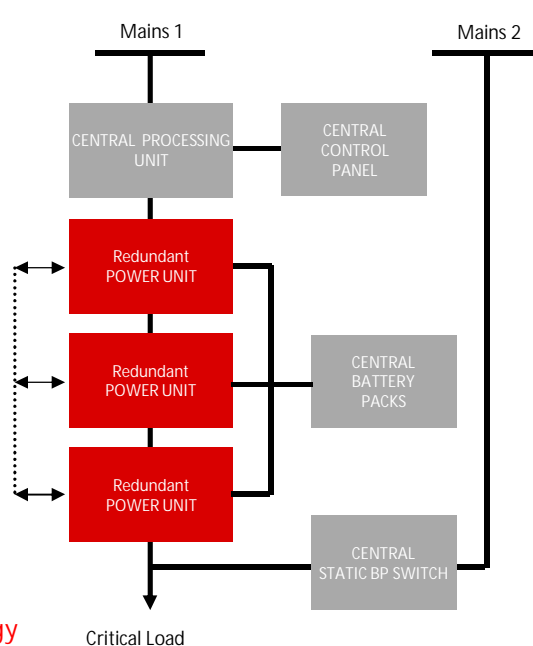 Mains 1
Mains 2
CENTRAL PROCESSING
UNIT
CENTRAL
CONTROL
PANEL
Redundant
POWER UNIT
Redundant
POWER UNIT
CENTRAL
BATTERY
PACKS
Redundant
POWER UNIT
CENTRAL
STATIC BP SWITCH
gy
Critical Load